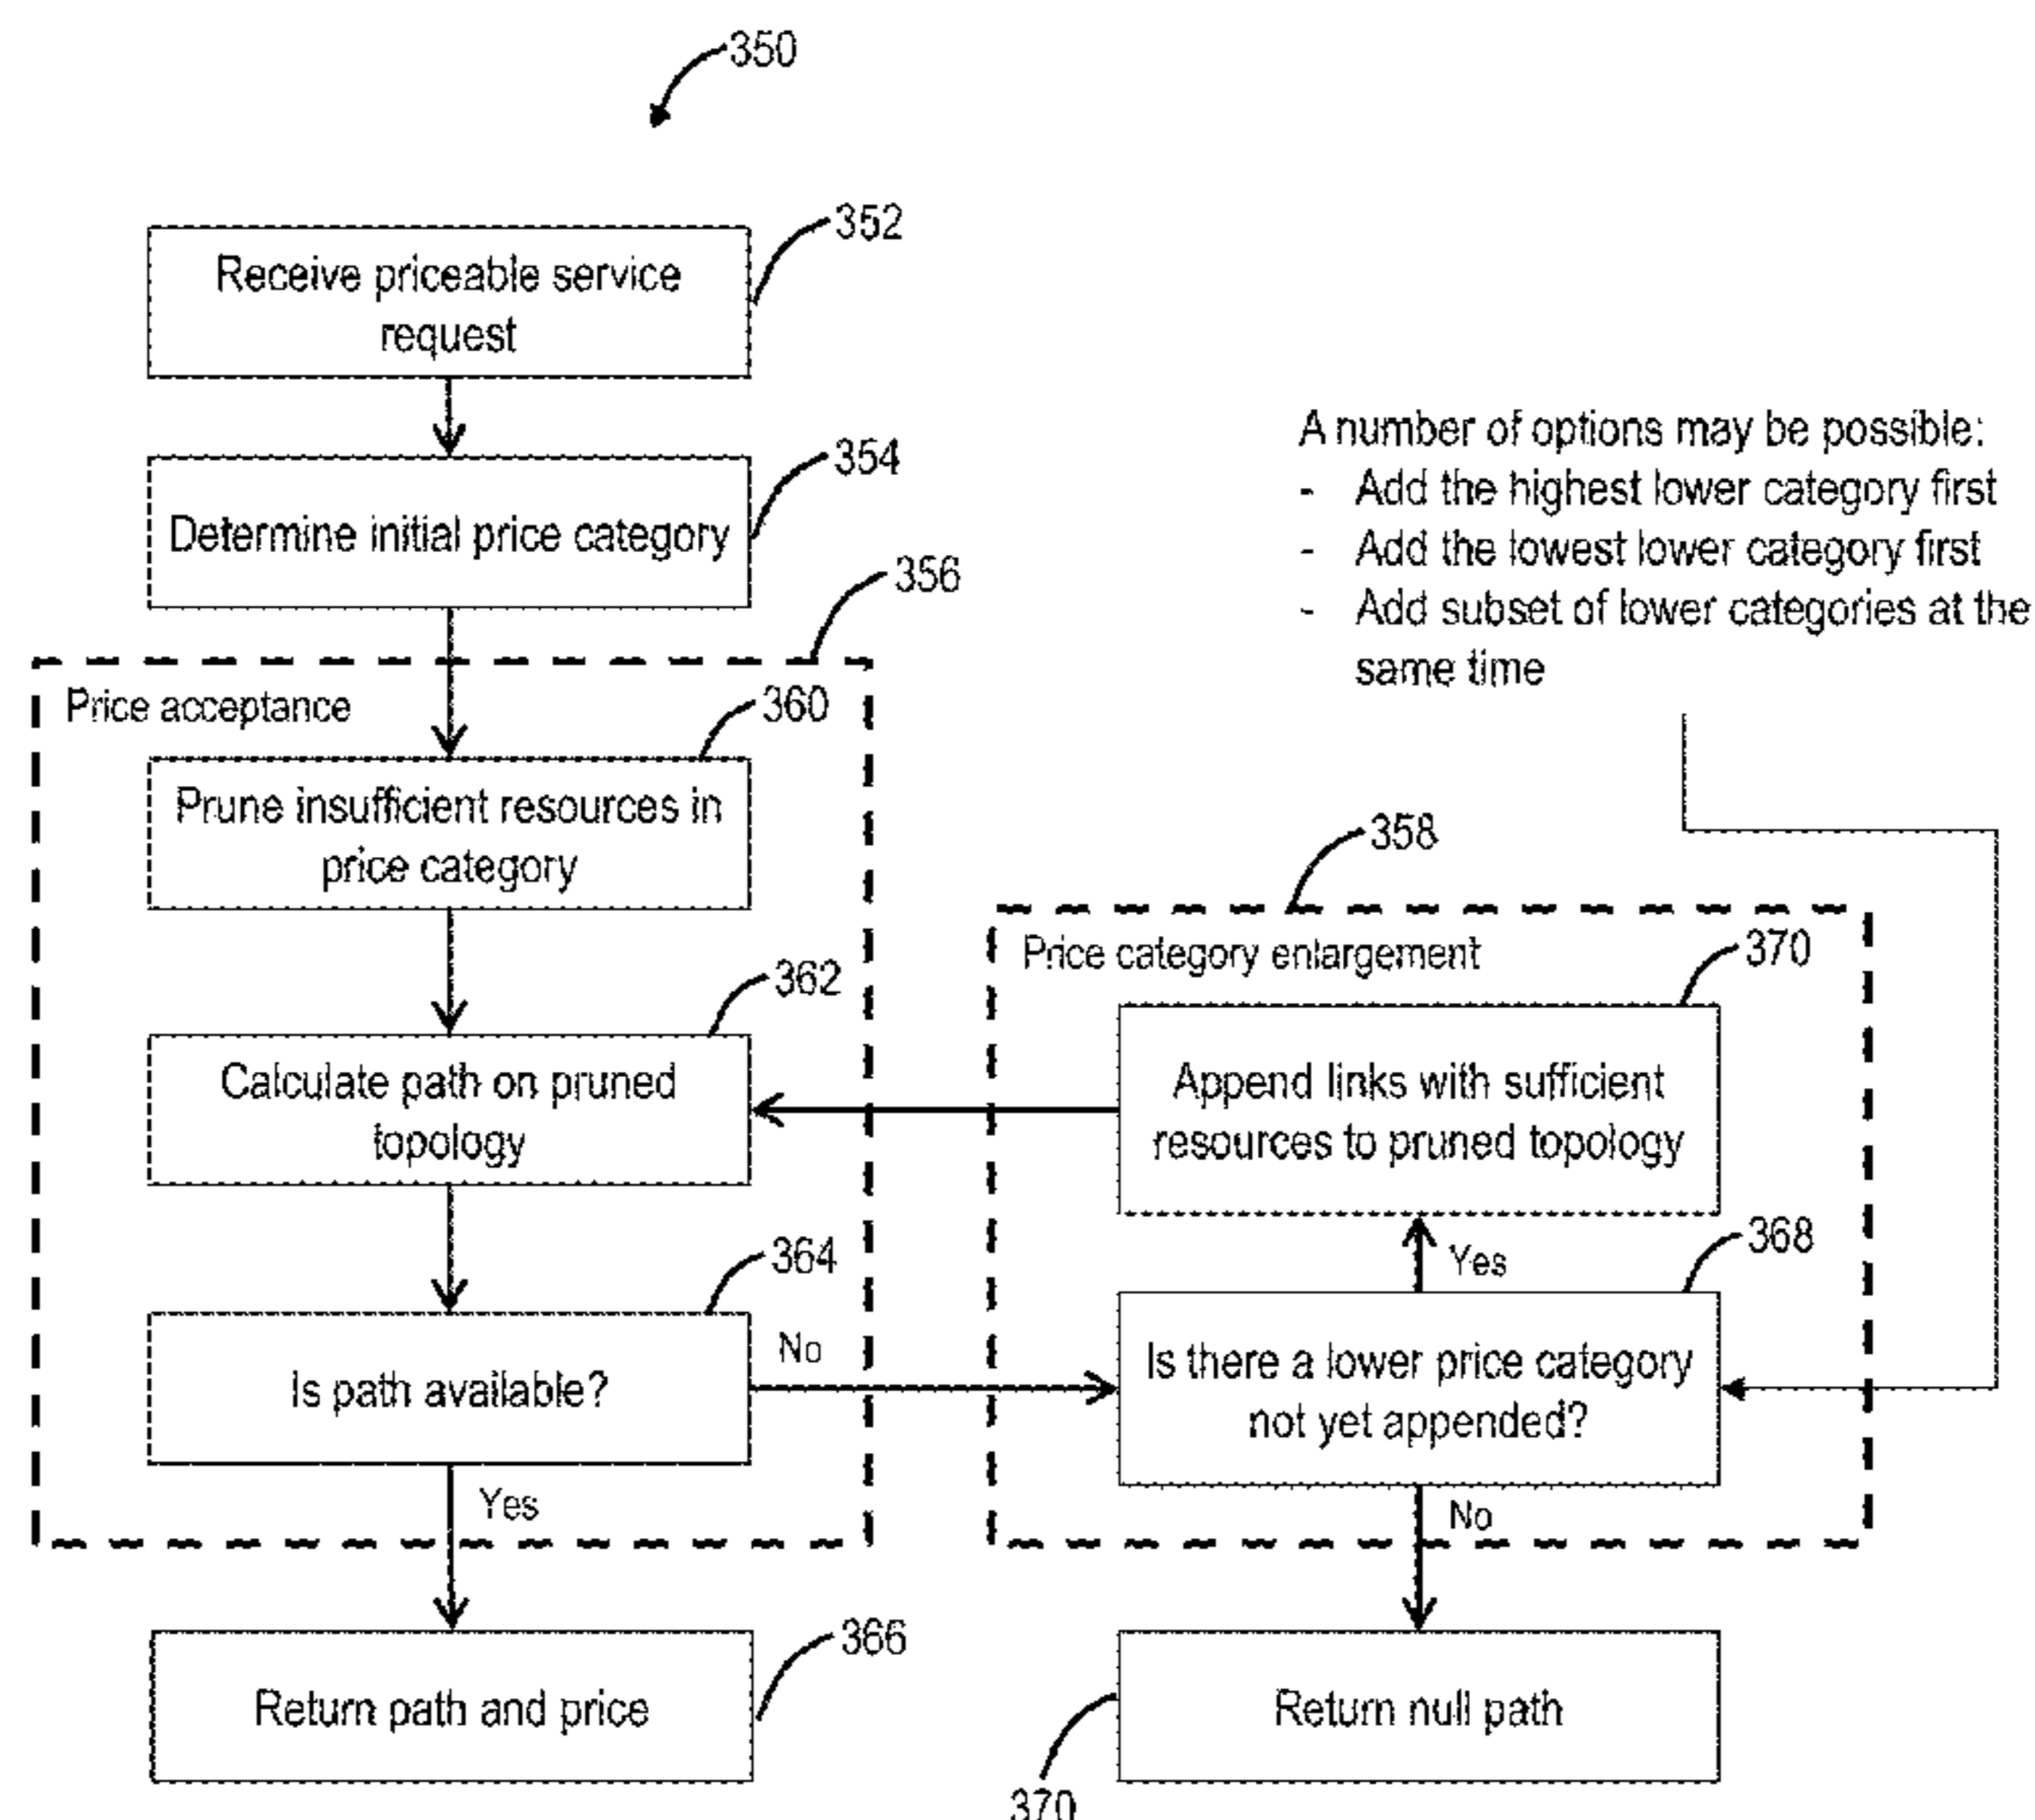 350
Receive priceable service
request
352
Determine initial price category
354
356
Price acceptance
360
Prune insufficient resources in
price category
362
Calculate path on pruned
topology
364
Is path available?
No
Yes
366
Return path and price
A number of options may be possible:
- Add the highest lower category first
- Add the lowest lower category first
- Add subset of lower categories at the
same time
358
Price category enlargement
370
Append links with sufficient
resources to pruned topology
Yes
368
Is there a lower price category
not yet appended?
No
Return null path
370